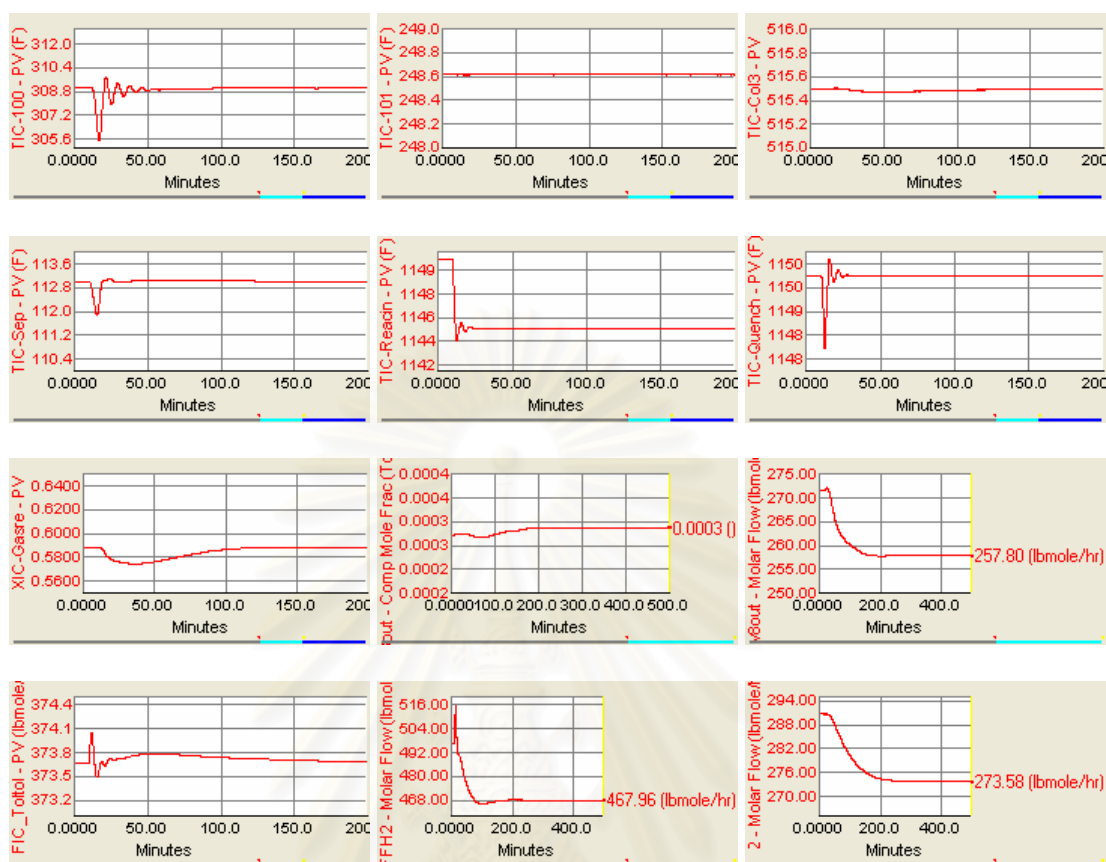 TIC-100 - PV (F)
312.0
310.4
308.8
307.2
305.6
0.0000 50.00 100.0 150.0 200
Minutes
TIC-101 - PV (F)
249.0
248.8
248.6
248.4
248.2
248.0
0.0000 50.00 100.0 150.0 200
Minutes
TIC-Col3 - PV
516.0
515.8
515.6
515.4
515.2
515.0
0.0000 50.00 100.0 150.0 200
Minutes
TIC-Sep - PV (F)
113.6
112.8
112.0
111.2
110.4
0.0000 50.00 100.0 150.0 200
Minutes
TIC-Reacin - PV (F)
1149
1148
1146
1145
1144
1142
0.0000 50.00 100.0 150.0 200
Minutes
TIC-Quench - PV (F)
1150
1150
1149
1148
1148
0.0000 50.00 100.0 150.0 200
Minutes
XIC-Gasre - PV
0.6400
0.6200
0.6000
0.5800
0.5600
0.0000 50.00 100.0 150.0 200
Minutes
out - Comp Mole Frac (To
0.0004
0.0004
0.0003
0.0003
0.0002
0.0002
0.0003 ()
0.0000 100.0 200.0 300.0 400.0 500.0
Minutes
v8out - Molar Flow (lbmole
275.00
270.00
265.00
260.00
255.00
250.00
257.80 (lbmole/hr)
0.0000 200.0 400.0
Minutes
FIC_Tottol - PV (lbmole/
374.4
374.1
373.8
373.5
373.2
0.0000 50.00 100.0 150.0 200
Minutes
FFH2 - Molar Flow (lbmole/
516.00
504.00
492.00
480.00
468.00
467.96 (lbmole/hr)
0.0000 200.0 400.0
Minutes
2 - Molar Flow (lbmole/h
294.00
288.00
282.00
276.00
270.00
273.58 (lbmole/hr)
0.0000 200.0 400.0
Minutes